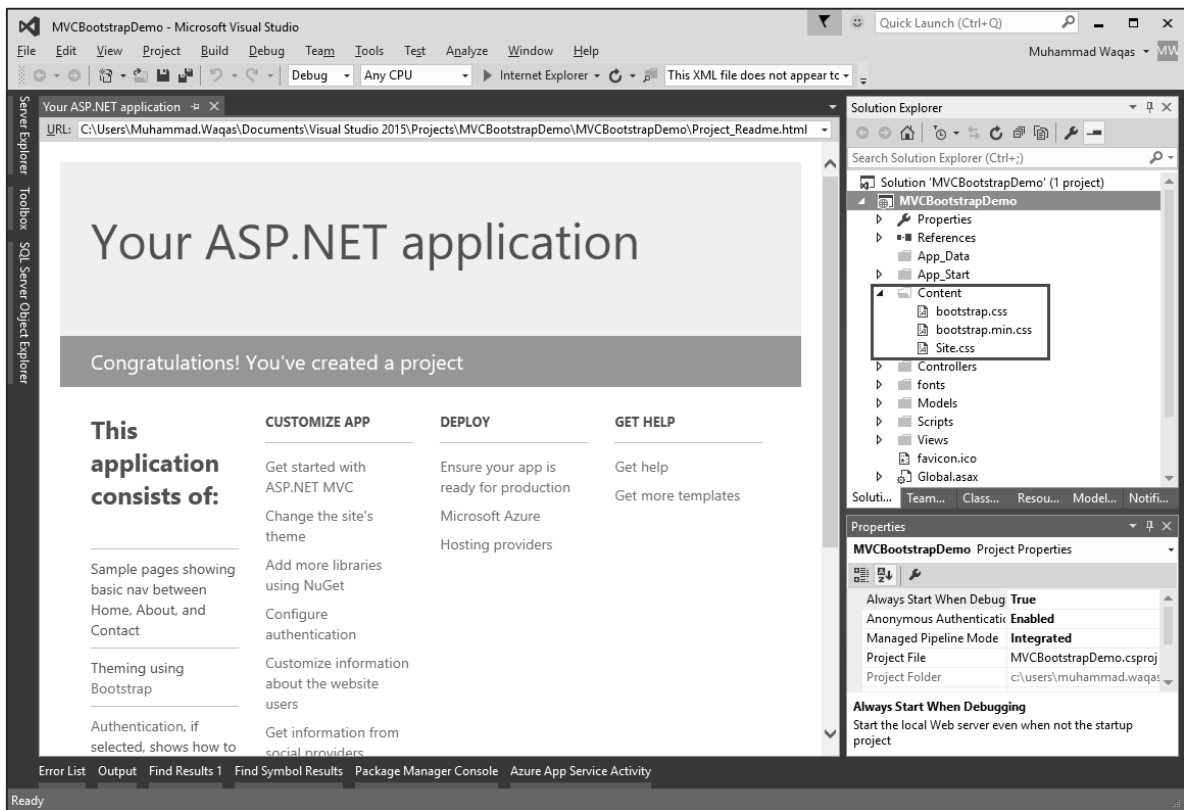 MVCBootstrapDemo - Microsoft Visual Studio
Quick Launch (Ctrl+Q)
File Edit View Project Build Debug Team Tools Test Analyze Window Help
Muhammad Waqas MW
Debug Any CPU Internet Explorer This XML file does not appear to
Server Explorer
Toolbox
SQL Server Object Explorer
Your ASP.NET application
URL: C:\Users\Muhammad.Waqas\Documents\Visual Studio 2015\Projects\MVCBootstrapDemo\MVCBootstrapDemo\Project_Readme.html
Your ASP.NET application
Congratulations! You've created a project
This
application
consists of:
Sample pages showing
basic nav between
Home, About, and
Contact
Theming using
Bootstrap
Authentication, if
selected, shows how to
CUSTOMIZE APP
Get started with
ASP.NET MVC
Change the site's
theme
Add more libraries
using NuGet
Configure
authentication
Customize information
about the website
users
Get information from
social providers
DEPLOY
Ensure your app is
ready for production
Microsoft Azure
Hosting providers
GET HELP
Get help
Get more templates
Solution Explorer
Search Solution Explorer (Ctrl+;)
Solution 'MVCBootstrapDemo' (1 project)
MVCBootstrapDemo
Properties
References
App_Data
App_Start
Content
bootstrap.css
bootstrap.min.css
Site.css
Controllers
fonts
Models
Scripts
Views
favicon.ico
Global.asax
Soluti... Team... Class... Resou... Model... Notifi...
Properties
MVCBootstrapDemo Project Properties
Always Start When Debug True
Anonymous Authenticatic Enabled
Managed Pipeline Mode Integrated
Project File MVCBootstrapDemo.csproj
Project Folder c:\users\muhammad.waqas
Always Start When Debugging
Start the local Web server even when not the startup
project
Error List Output Find Results 1 Find Symbol Results Package Manager Console Azure App Service Activity
Ready